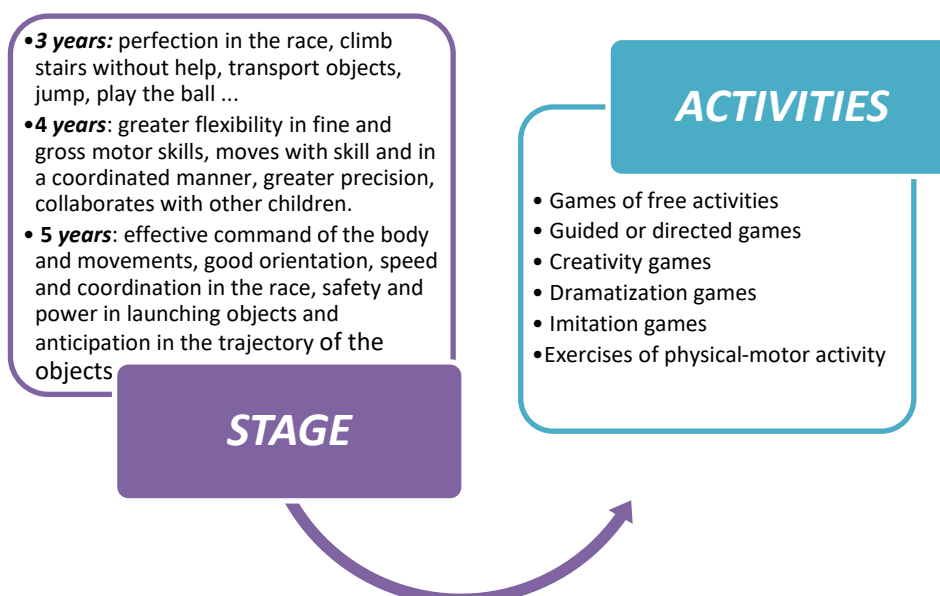 •3 years: perfection in the race, climb
stairs without help, transport objects,
jump, play the ball ...
•4 years: greater flexibility in fine and
gross motor skills, moves with skill and in
a coordinated manner, greater precision,
collaborates with other children.
• 5 years: effective command of the body
and movements, good orientation, speed
and coordination in the race, safety and
power in launching objects and
anticipation in the trajectory of the
objects
STAGE
ACTIVITIES
• Games of free activities
• Guided or directed games
• Creativity games
• Dramatization games
• Imitation games
•Exercises of physical-motor activity